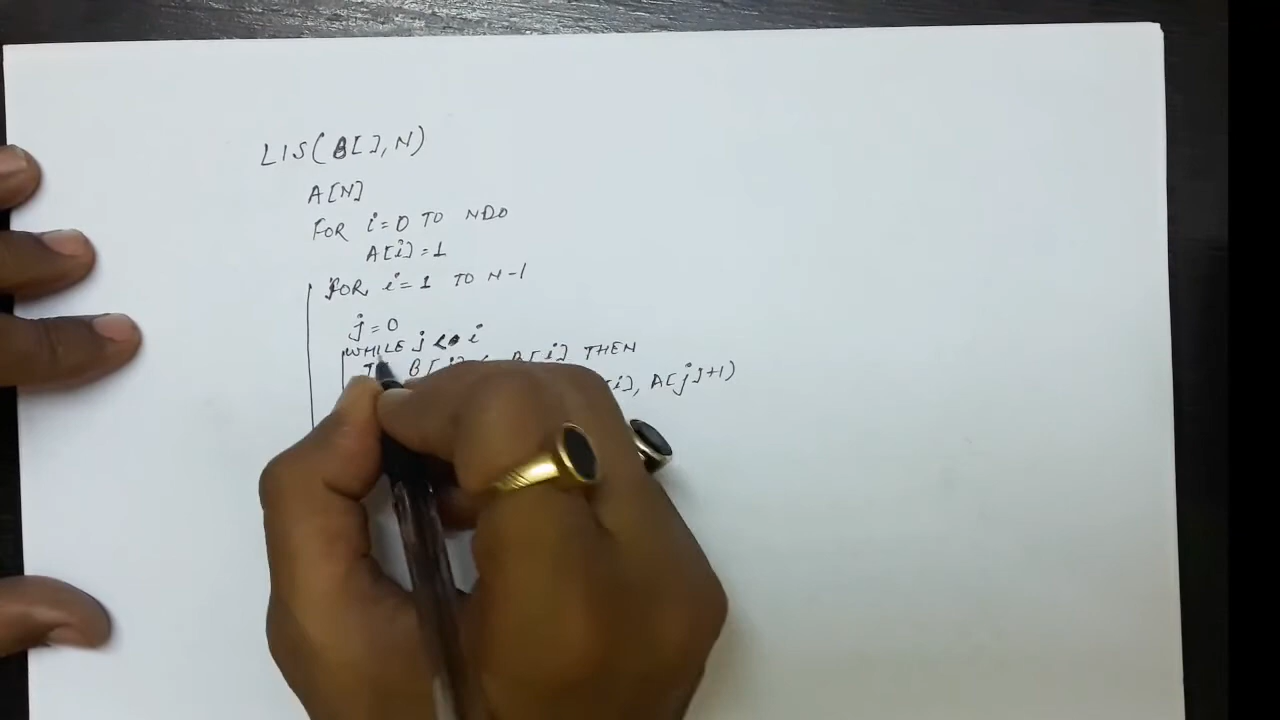 LIS(B[],N)
A[N]
FOR i=0 TO N DO
A[i]=1
FOR i=1 TO N-1
j=0
WHILE j < i
B[j] < B[i] THEN
[i], A[j]+1)